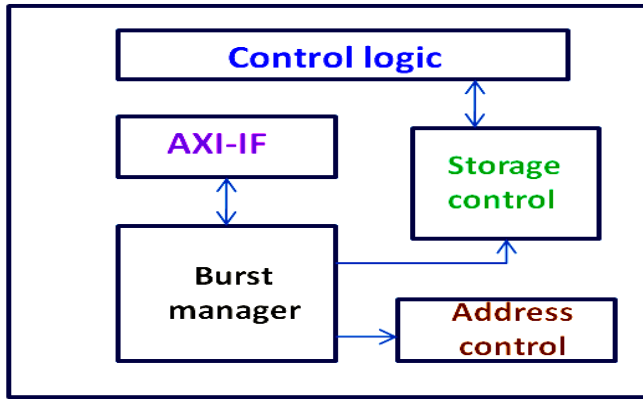 Control logic
AXI-IF
Storage
control
Burst
manager
Address
control